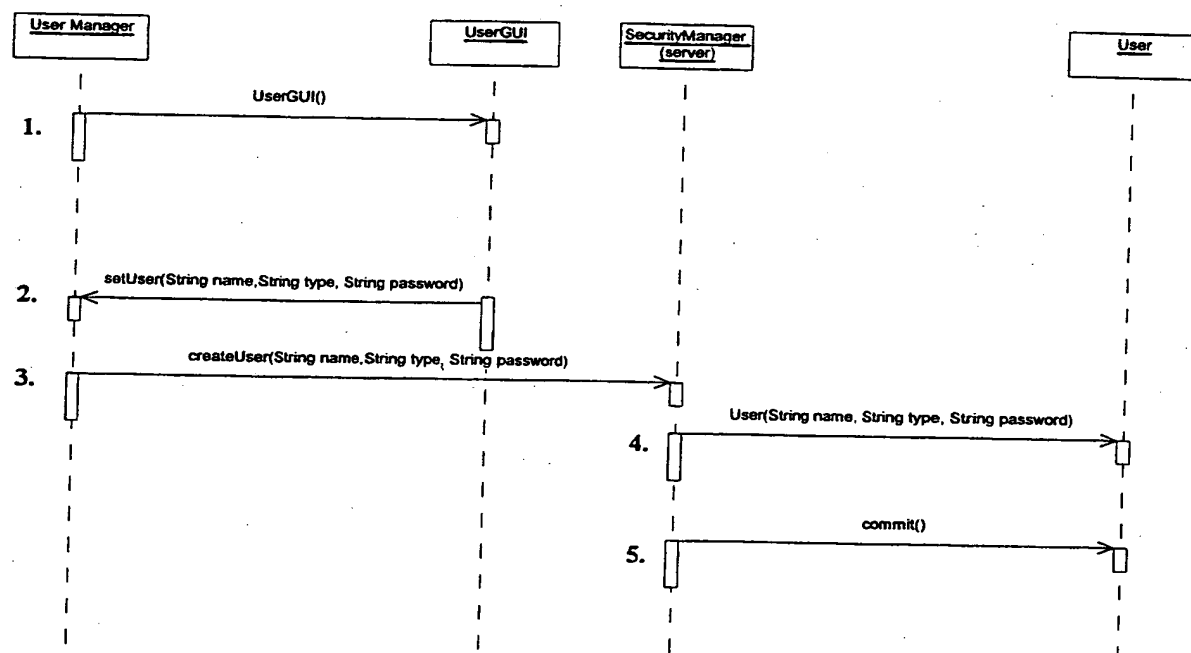 User Manager
UserGUI
SecurityManager
(server)
User
UserGUI()
1.
setUser(String name,String type, String password)
2.
createUser(String name,String type, String password)
3.
User(String name, String type, String password)
4.
commit()
5.